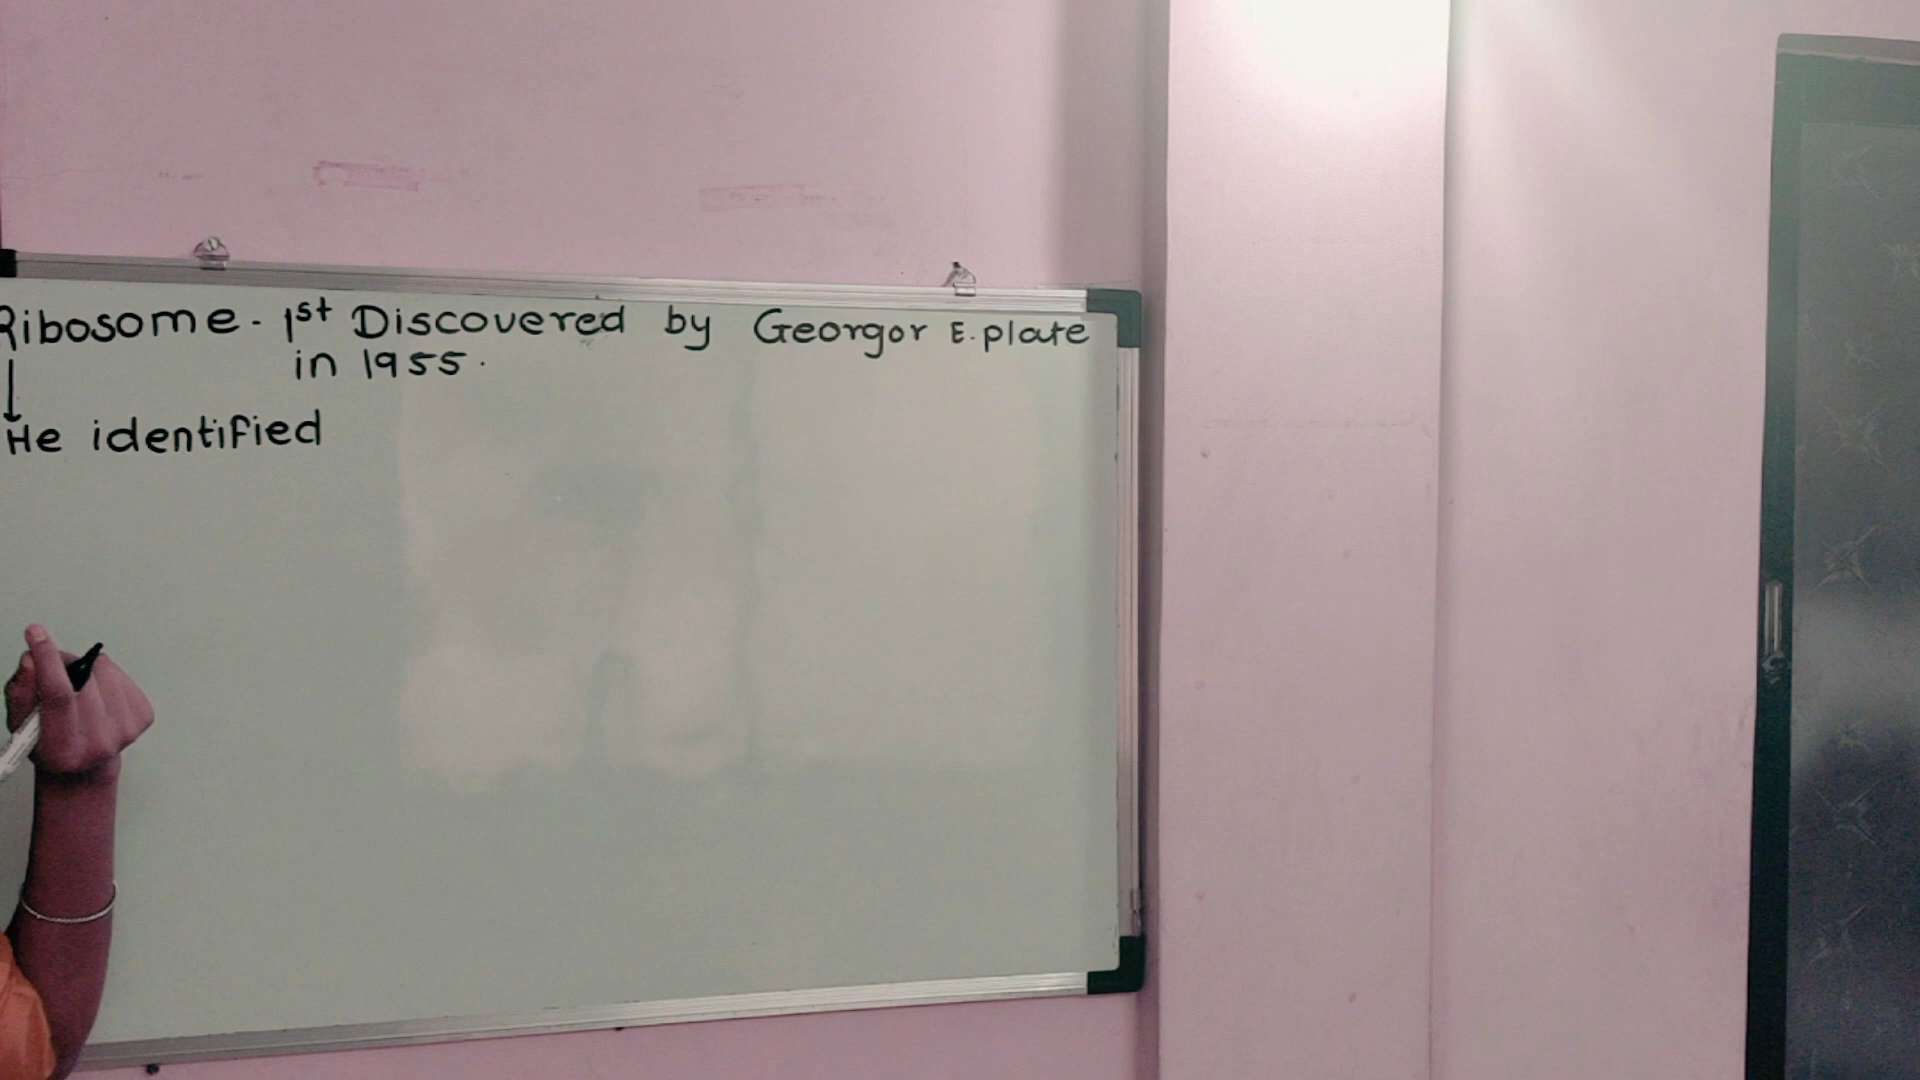 Ribosome - 1st Discovered by Georgor E. plate
in 1955.
He identified